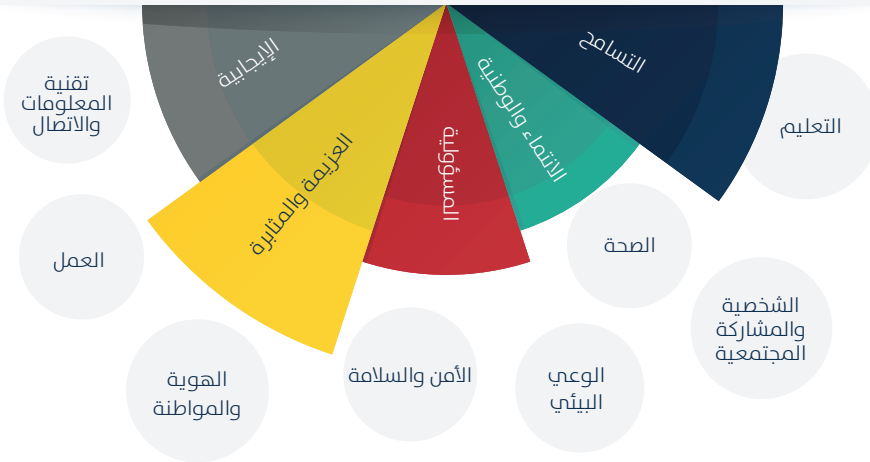 التسامح
الانتماء والوطنية
المسؤولية
العزيمة والمثابرة
الإيجابية
التعليم
الصحة
الشخصية
والمشاركة
المجتمعية
الوعي
البيئي
الأمن والسلامة
الهوية
والمواطنة
العمل
تقنية
المعلومات
والاتصال